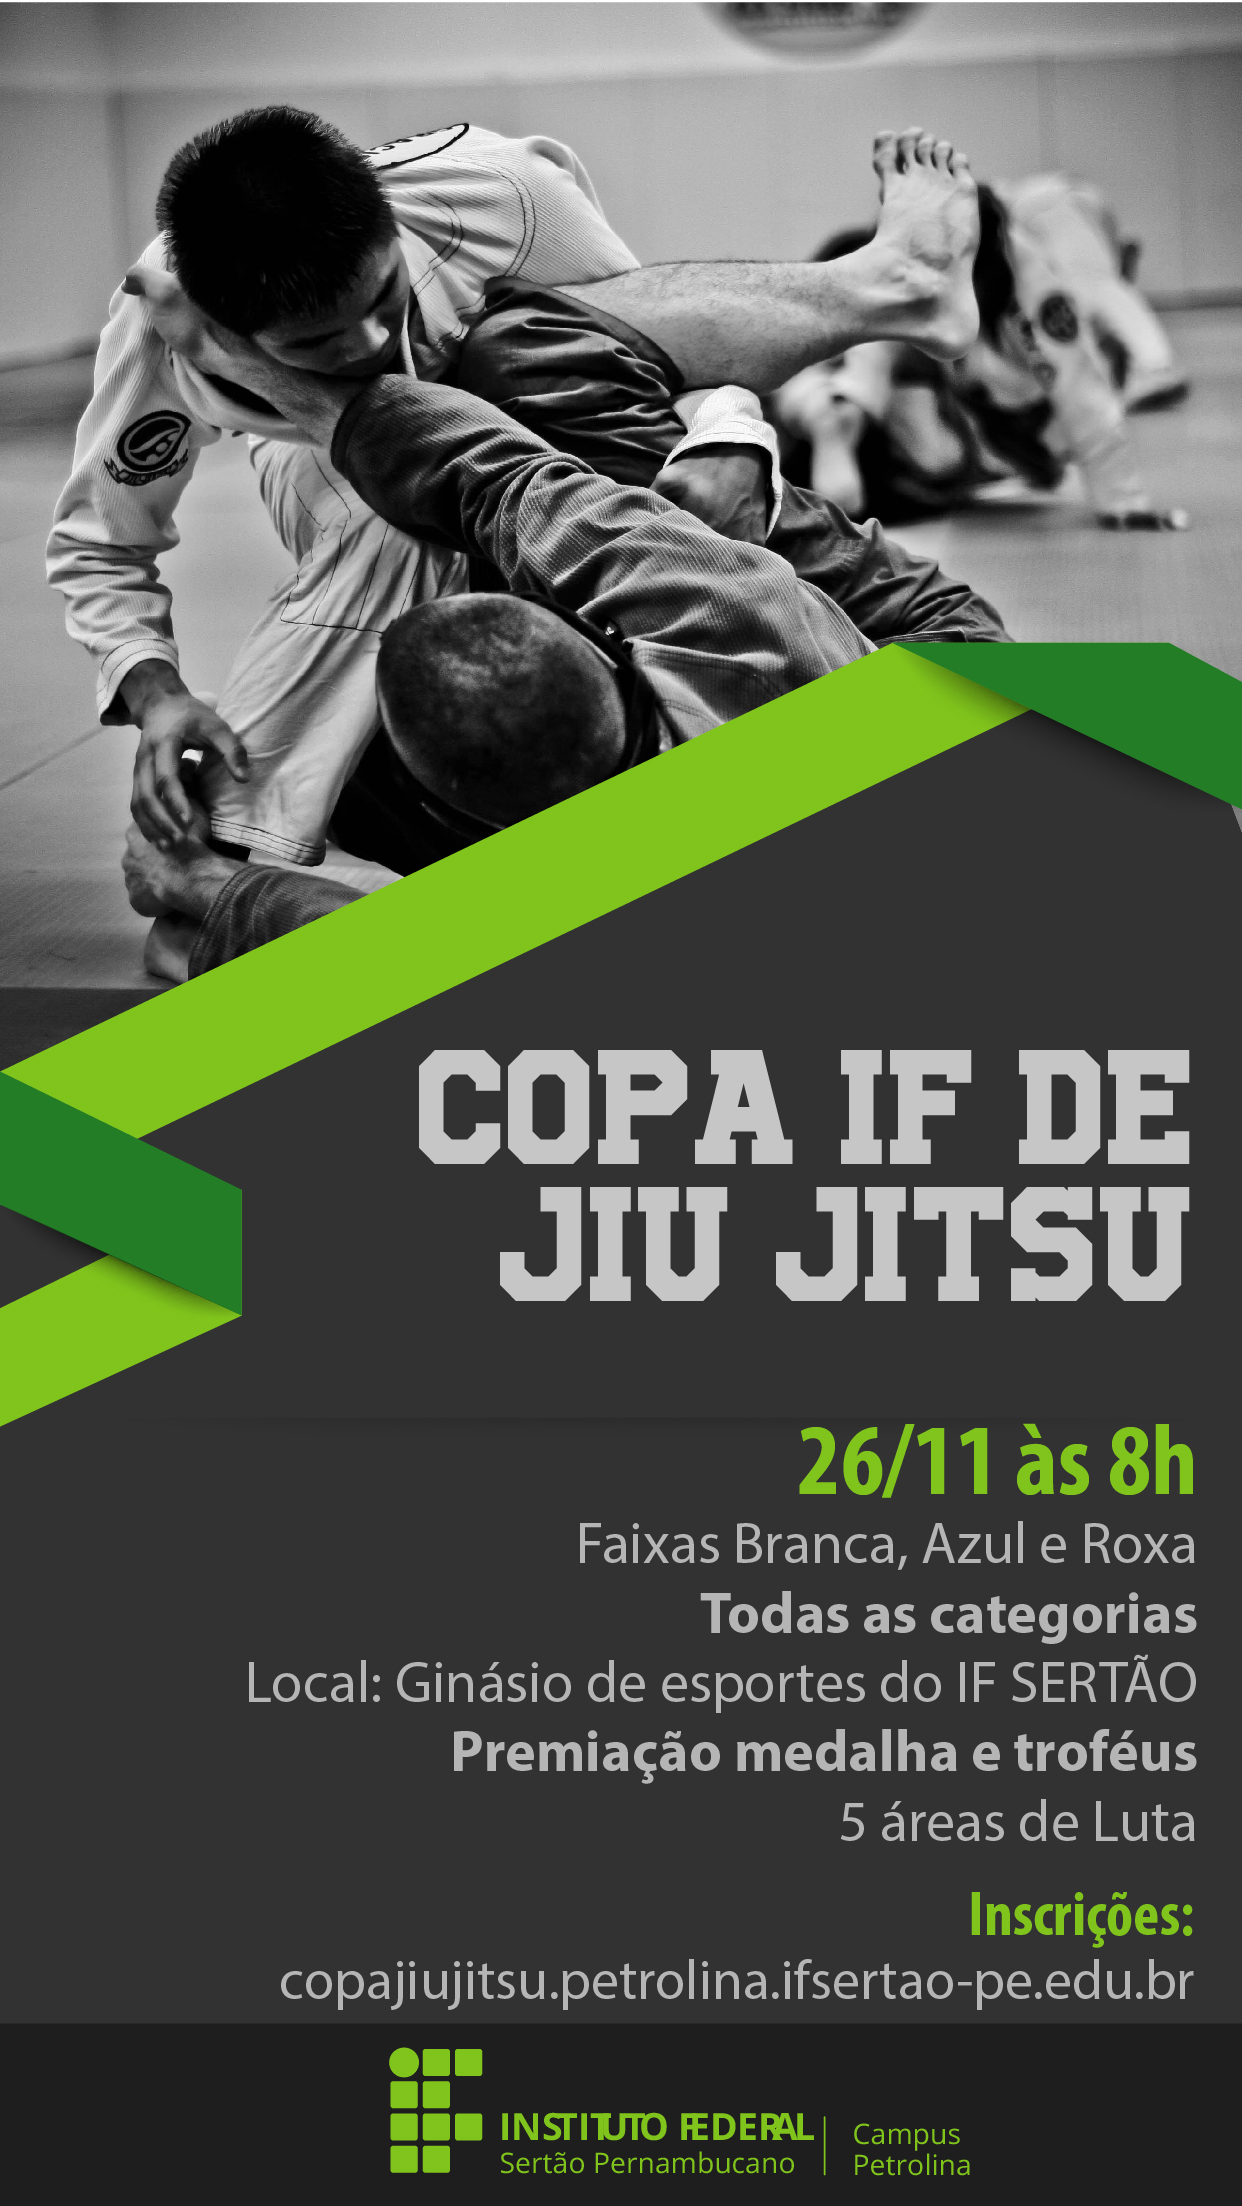 COPA IF DE
JIU JITSU
26/11 às 8h
Faixas Branca, Azul e Roxa
Todas as categorias
Local: Ginásio de esportes do IF SERTÃO
Premiação medalha e troféus
5 áreas de Luta
Inscrições:
copajiujitsu.petrolina.ifsertao-pe.edu.br
INSTITUTO FEDERAL
Sertão Pernambucano
Campus
Petrolina